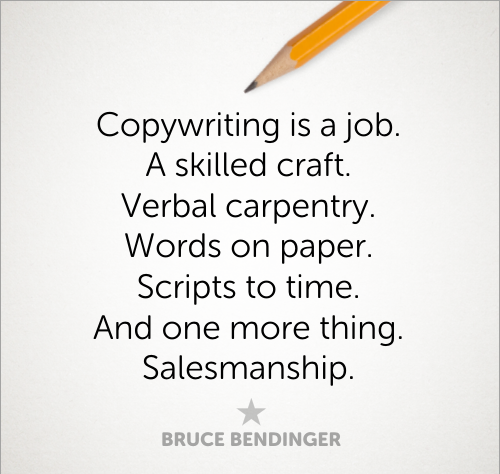 Copywriting is a job.
A skilled craft.
Verbal carpentry.
Words on paper.
Scripts to time.
And one more thing.
Salesmanship.
BRUCE BENDINGER